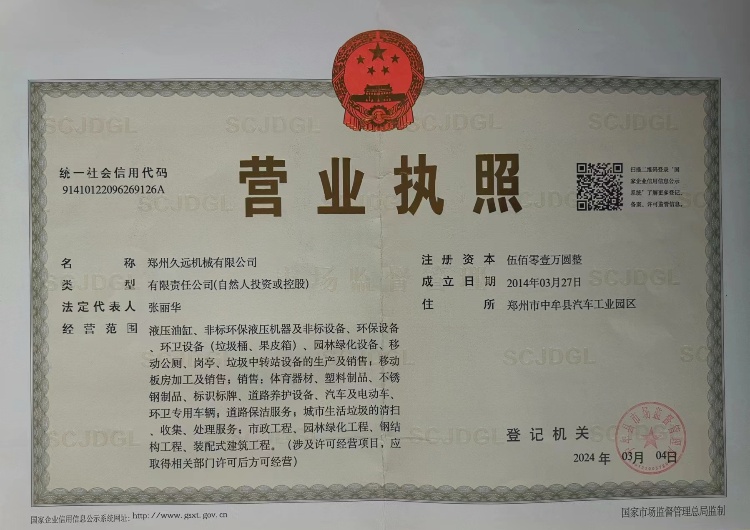 统一社会信用代码
91410122096269126A
营业执照
扫描二维码登录“国
家企业信用信息公示
系统”了解更多登记、
备案、许可监管信息。
名 称 郑州久远机械有限公司
类 型 有限责任公司(自然人投资或控股)
法定代表人 张丽华
经营范围 液压油缸、非标环保液压机器及非标设备、环保设备
、环卫设备（垃圾桶、果皮箱）、园林绿化设备、移
动公厕、岗亭、垃圾中转站设备的生产及销售；移动
板房加工及销售；销售：体育器材、塑料制品、不锈
钢制品、标识标牌、道路养护设备、汽车及电动车、
环卫专用车辆；道路保洁服务；城市生活垃圾的清扫
、收集、处理服务；市政工程、园林绿化工程、钢结
构工程、装配式建筑工程。（涉及许可经营项目，应
取得相关部门许可后方可经营）
注册资本 伍佰零壹万圆整
成立日期 2014年03月27日
住 所 郑州市中牟县汽车工业园区
登记机关
2024 年 03月 04日
国家企业信用信息公示系统网址：http://www.gsxt.gov.cn
国家市场监督管理总局监制
SCJDGL